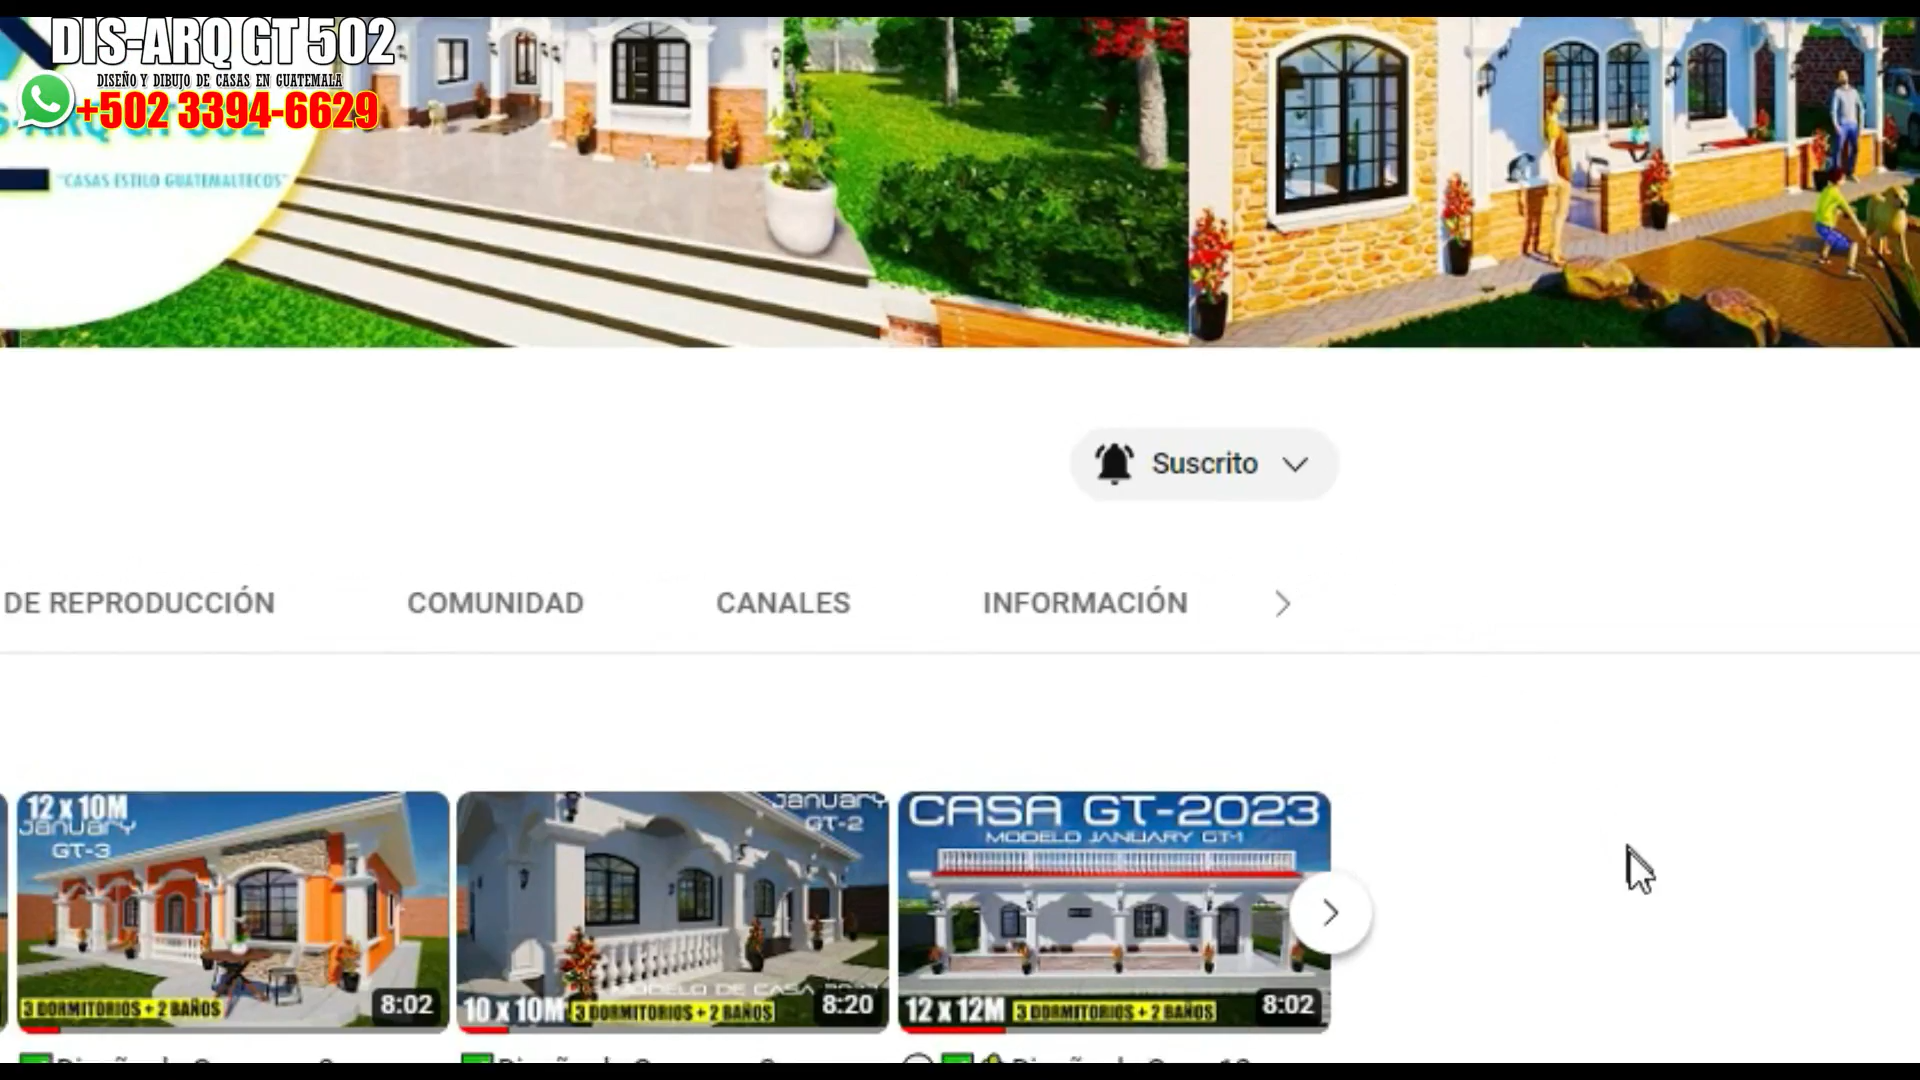 DIS-ARQ GT 502
DISEÑO Y DIBUJO DE CASAS EN GUATEMALA
+502 3394-6629
"CASAS ESTILO GUATEMALTECOS"
Suscrito
DE REPRODUCCIÓN
COMUNIDAD
CANALES
INFORMACIÓN
12 x 10M
January
GT-3
3 DORMITORIOS + 2 BAÑOS
8:02
January
GT-2
MODELO DE CASA
10 x 10M
3 DORMITORIOS + 2 BAÑOS
8:20
CASA GT-2023
MODELO JANUARY GT-1
12 x 12M
3 DORMITORIOS + 2 BAÑOS
8:02